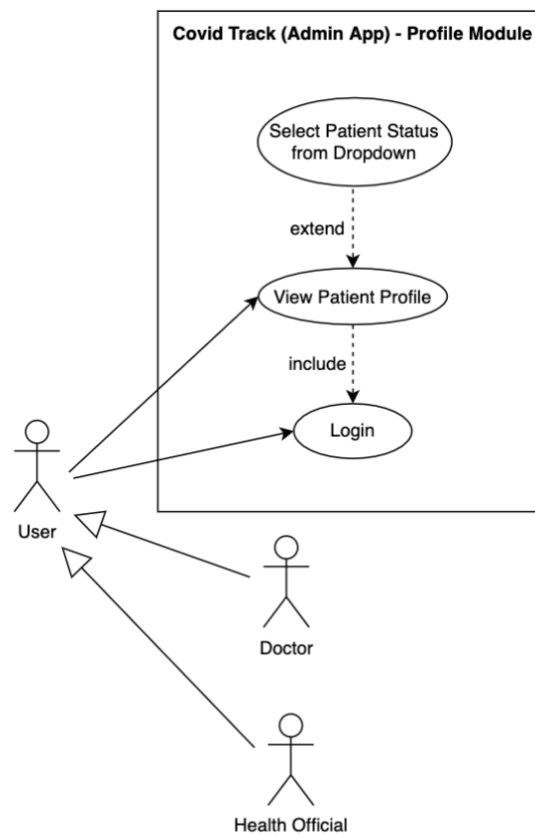 Covid Track (Admin App) - Profile Module
Select Patient Status
from Dropdown
extend
View Patient Profile
include
Login
User
Doctor
Health Official